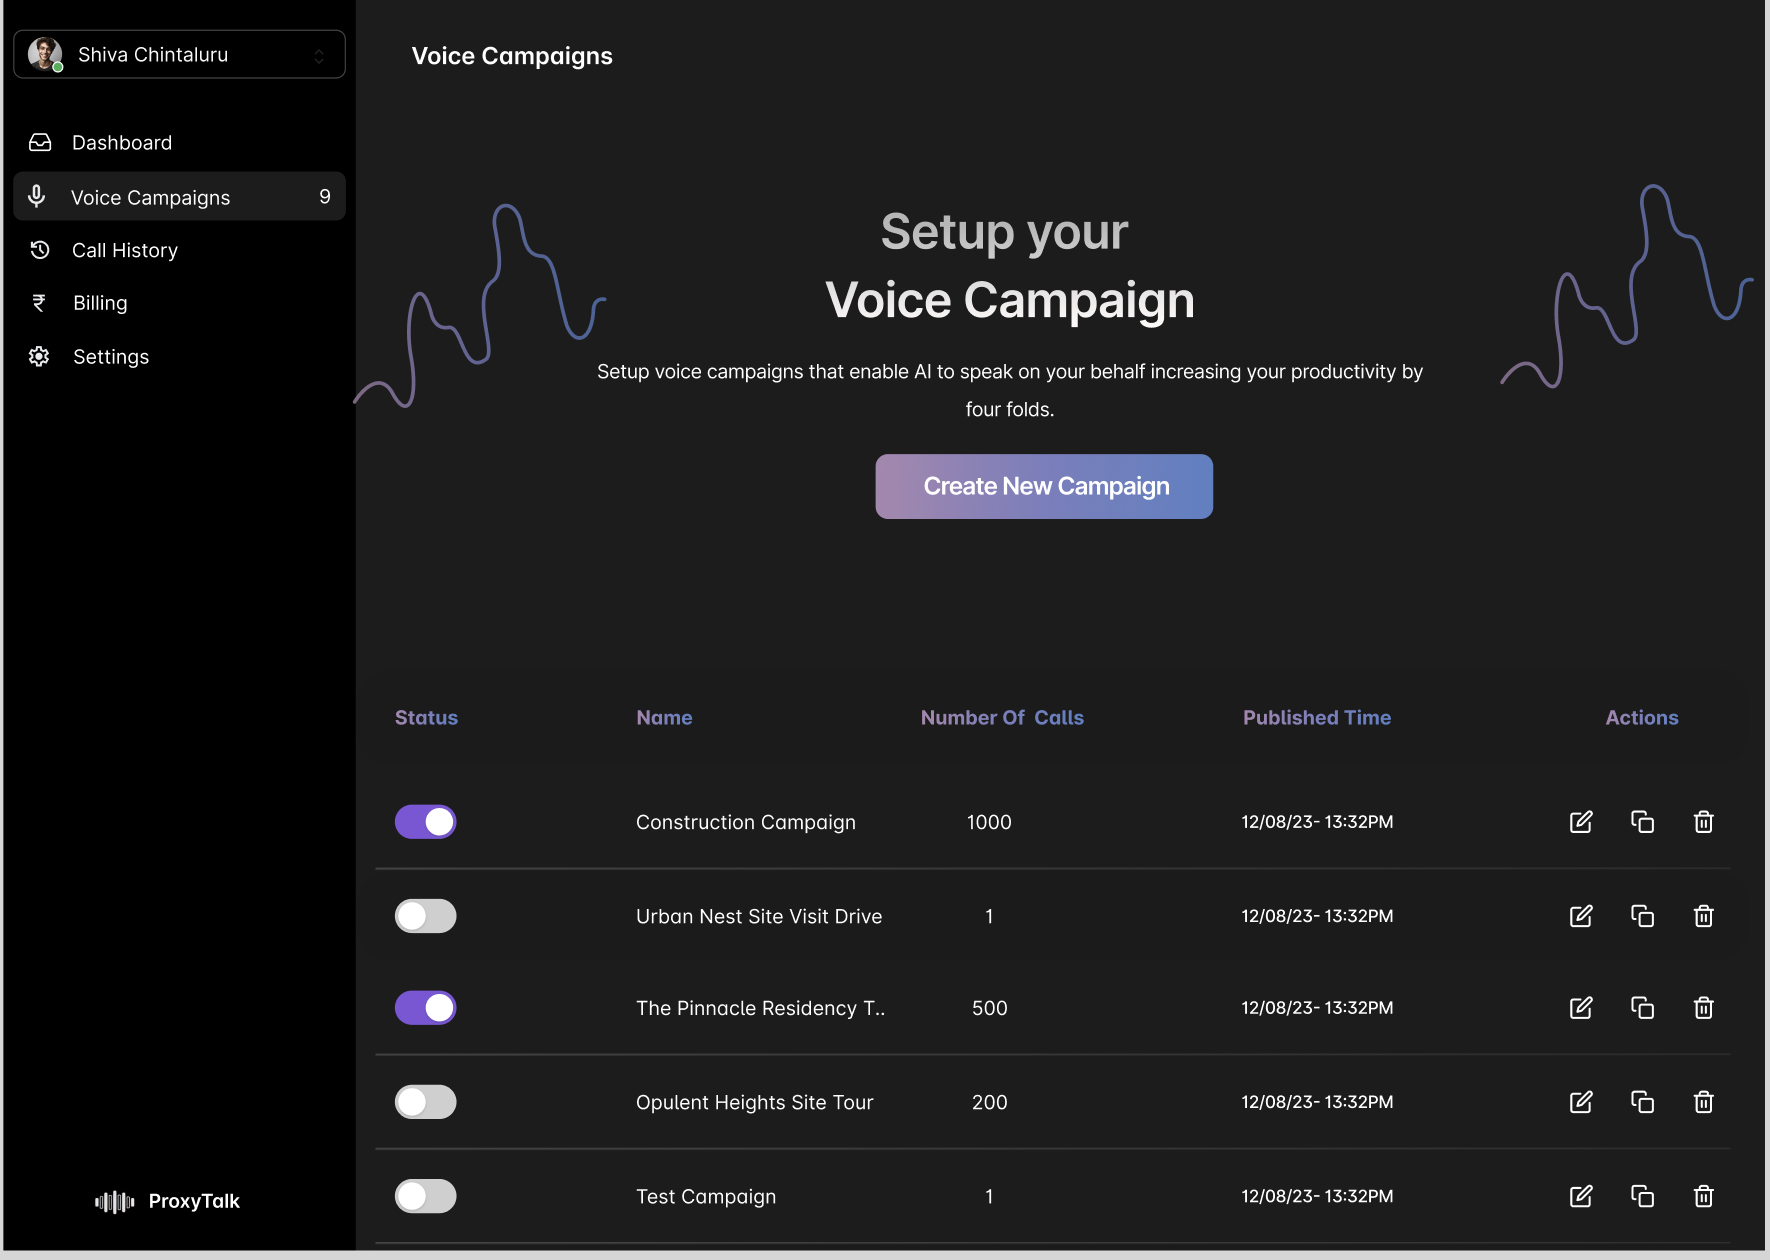 Shiva Chintaluru
Dashboard
Voice Campaigns 9
Call History
Billing
Settings
ProxyTalk
Voice Campaigns
Setup your
Voice Campaign
Setup voice campaigns that enable AI to speak on your behalf increasing your productivity by
four folds.
Create New Campaign
Status Name Number Of Calls Published Time Actions
Construction Campaign 1000 12/08/23- 13:32PM
Urban Nest Site Visit Drive 1 12/08/23- 13:32PM
The Pinnacle Residency T.. 500 12/08/23- 13:32PM
Opulent Heights Site Tour 200 12/08/23- 13:32PM
Test Campaign 1 12/08/23- 13:32PM